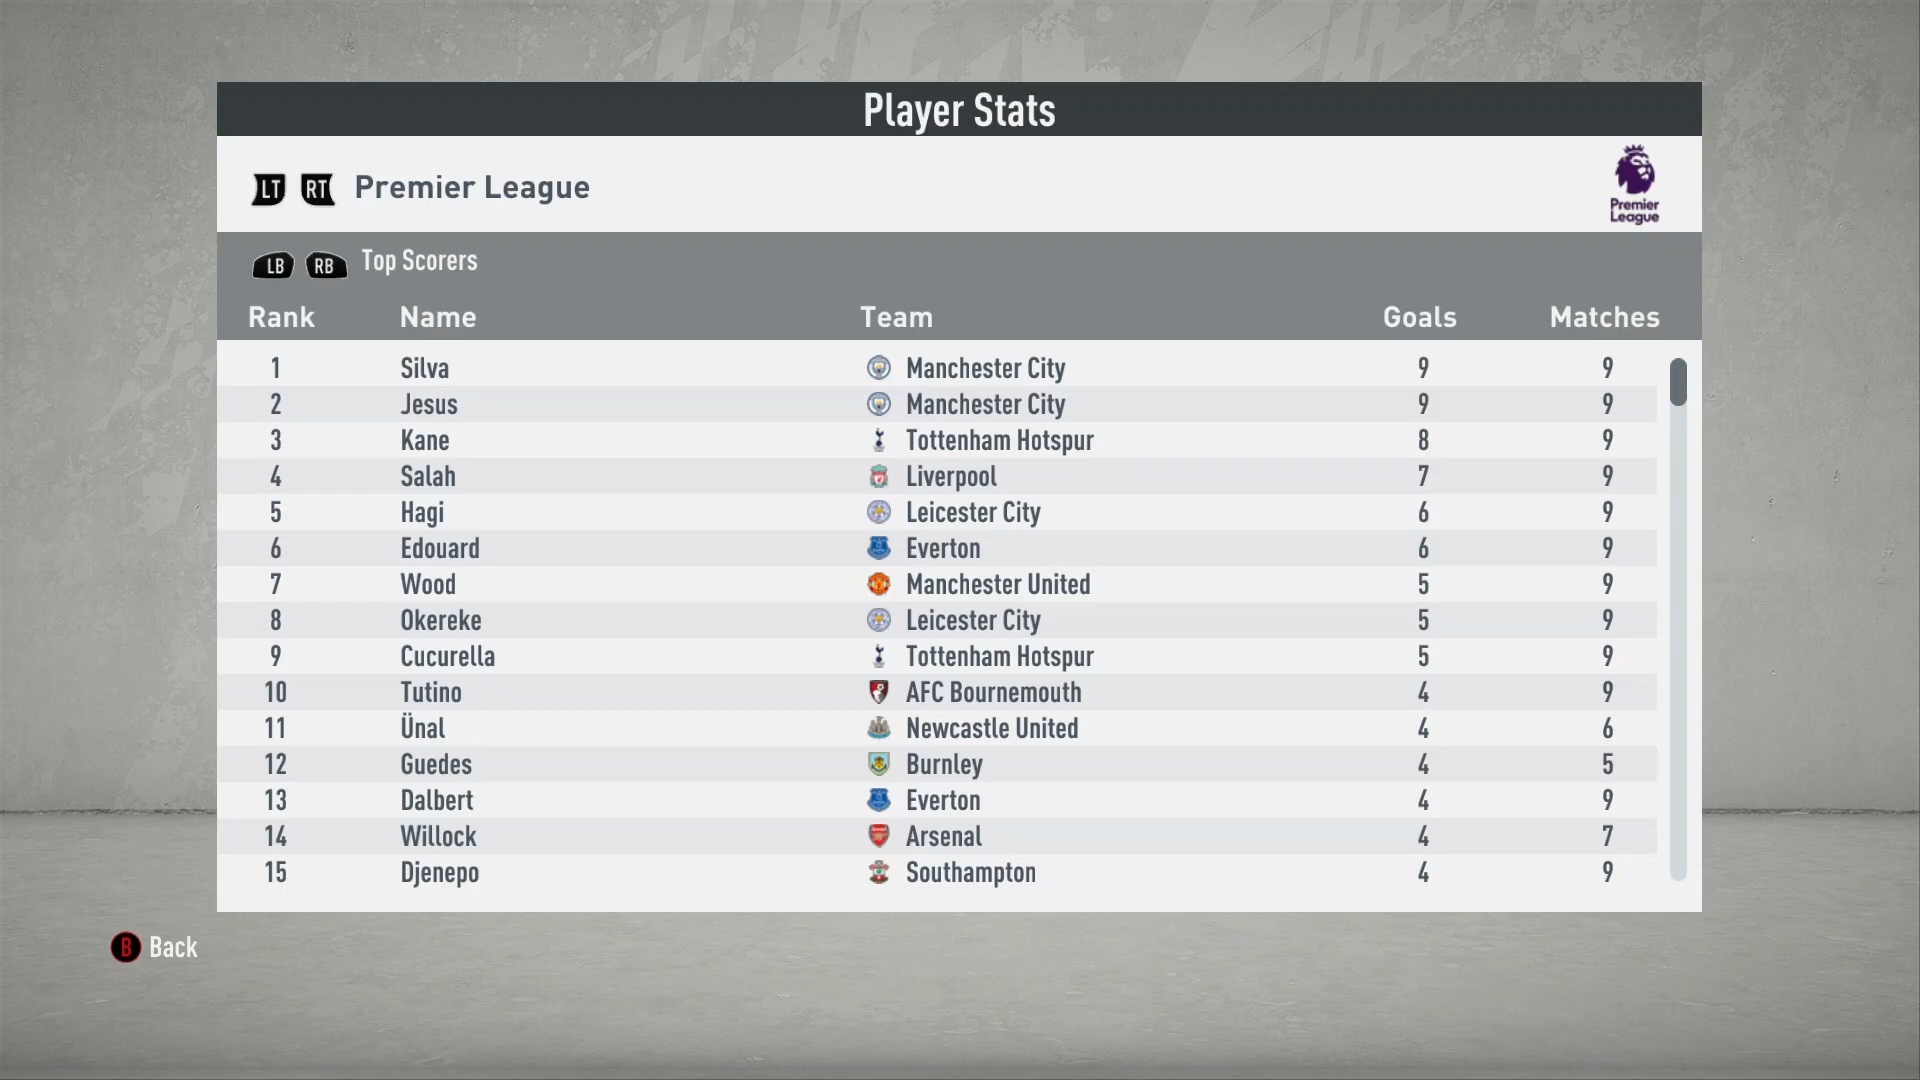 Player Stats
LT RT Premier League
Premier
League
LB RB Top Scorers
Rank Name Team Goals Matches
1 Silva Manchester City 9 9
2 Jesus Manchester City 9 9
3 Kane Tottenham Hotspur 8 9
4 Salah Liverpool 7 9
5 Hagi Leicester City 6 9
6 Edouard Everton 6 9
7 Wood Manchester United 5 9
8 Okereke Leicester City 5 9
9 Cucurella Tottenham Hotspur 5 9
10 Tutino AFC Bournemouth 4 9
11 Ünal Newcastle United 4 6
12 Guedes Burnley 4 5
13 Dalbert Everton 4 9
14 Willock Arsenal 4 7
15 Djenepo Southampton 4 9
B Back